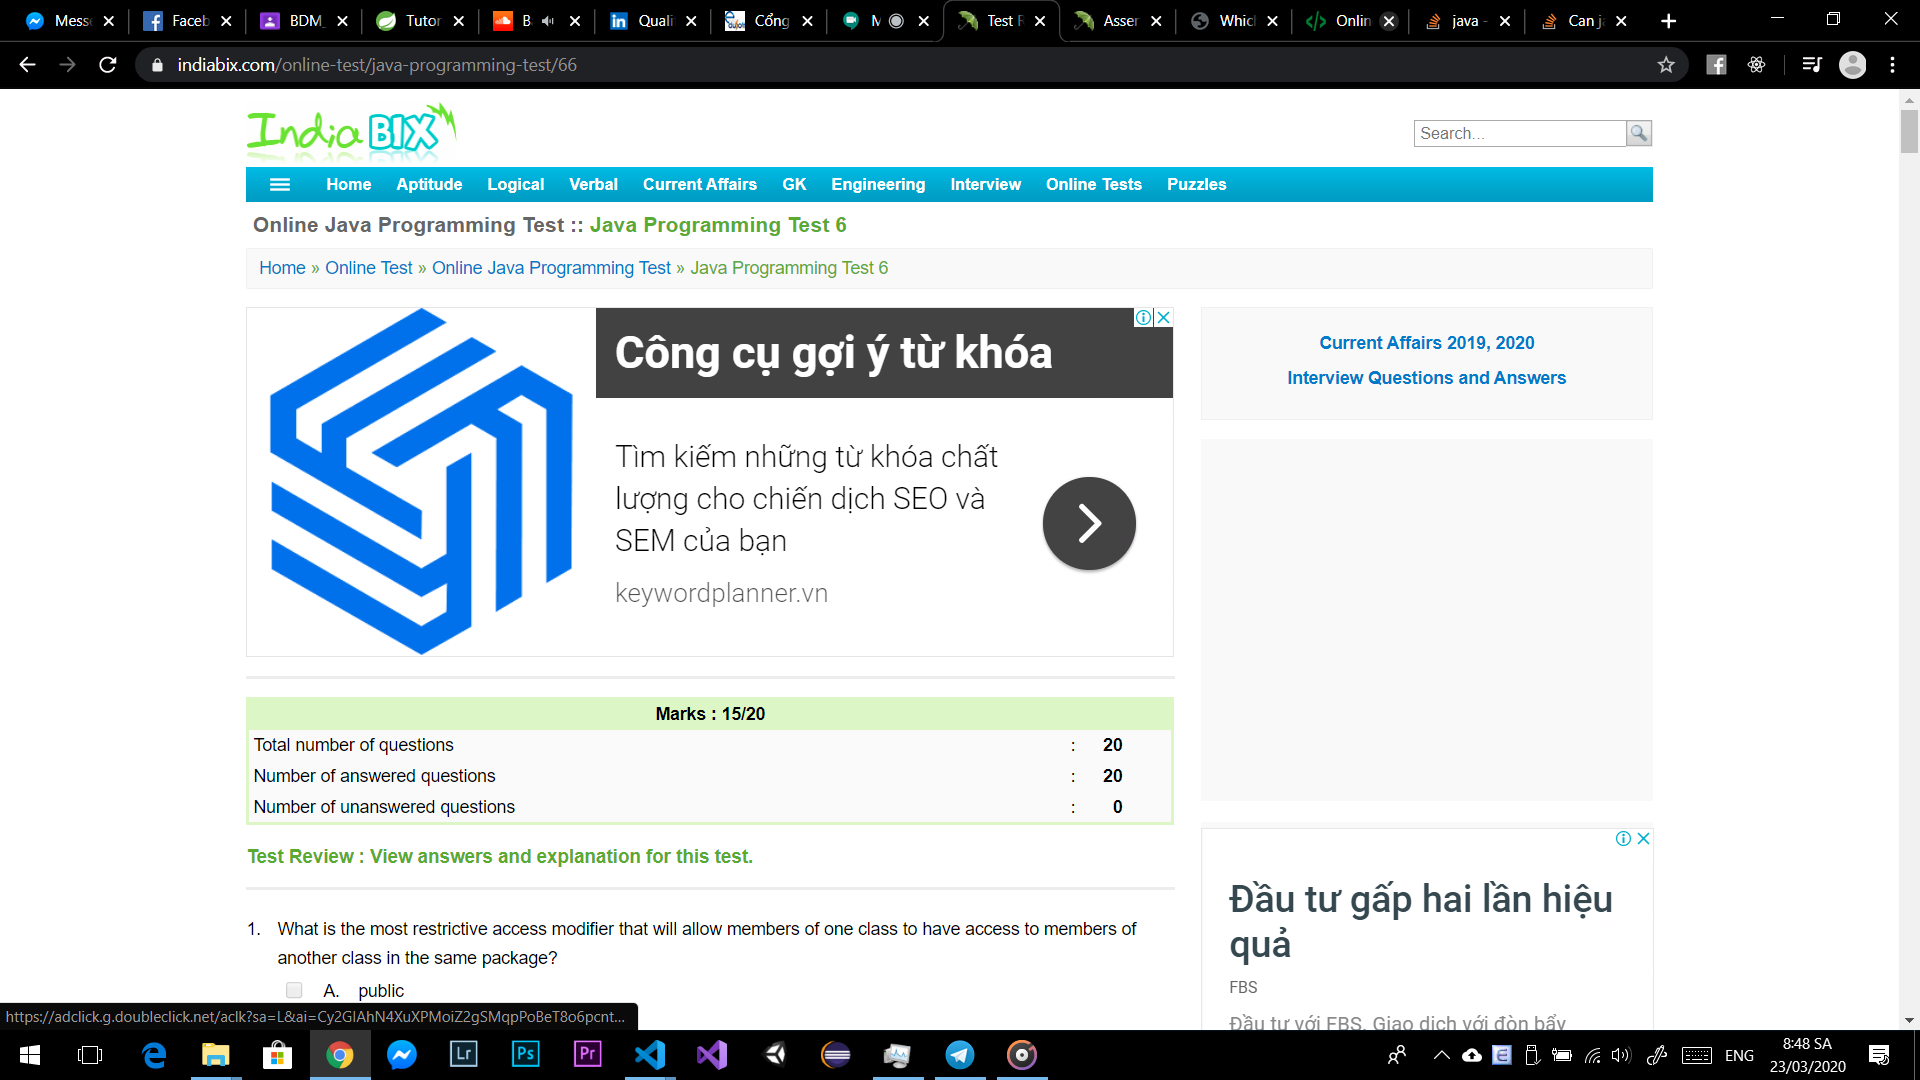 Messe
Faceb
BDM_
Tutor
B
Quali
Cổng
M
Test R
Asser
Whic
Onlin
java -
Can ja
indiabix.com/online-test/java-programming-test/66
IndiaBIX
Search...
Home Aptitude Logical Verbal Current Affairs GK Engineering Interview Online Tests Puzzles
Online Java Programming Test :: Java Programming Test 6
Home » Online Test » Online Java Programming Test » Java Programming Test 6
Công cụ gợi ý từ khóa
Tìm kiếm những từ khóa chất
lượng cho chiến dịch SEO và
SEM của bạn
keywordplanner.vn
Current Affairs 2019, 2020
Interview Questions and Answers
Marks : 15/20
Total number of questions : 20
Number of answered questions : 20
Number of unanswered questions : 0
Test Review : View answers and explanation for this test.
1. What is the most restrictive access modifier that will allow members of one class to have access to members of
another class in the same package?
A. public
Đầu tư gấp hai lần hiệu
quả
FBS
Đầu tư với FBS. Giao dịch với đòn bẩy
https://adclick.g.doubleclick.net/aclk?sa=L&ai=Cy2GlAhN4XuXPMoiZ2gSMqpPoBeT8o6pcnt...
Lr
Ps
Pr
ENG
8:48 SA
23/03/2020